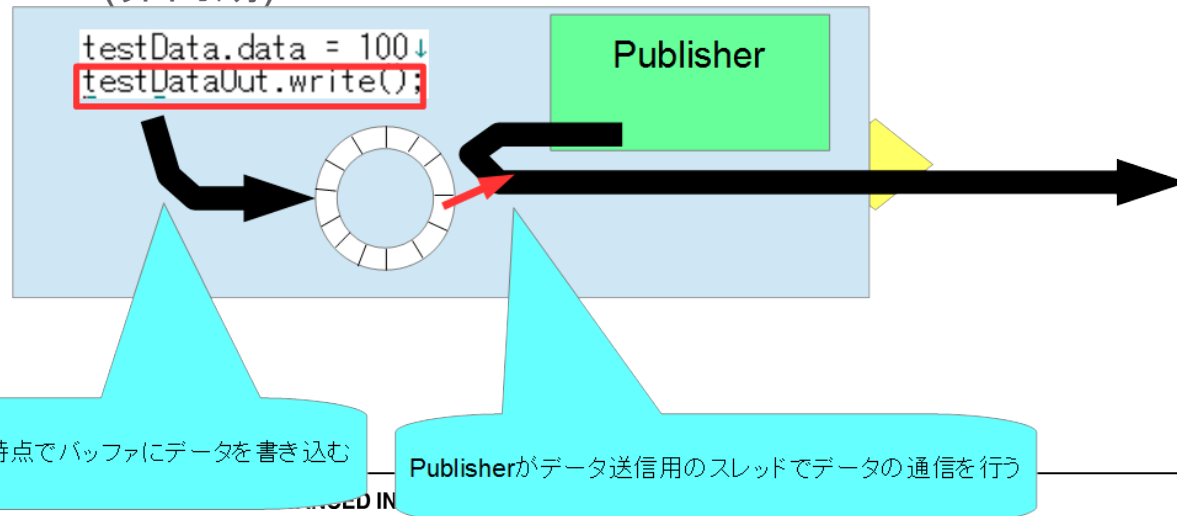 testData.data = 100↓
testDataOut.write();
Publisher
時点でバッファにデータを書き込む
Publisherがデータ送信用のスレッドでデータの通信を行う